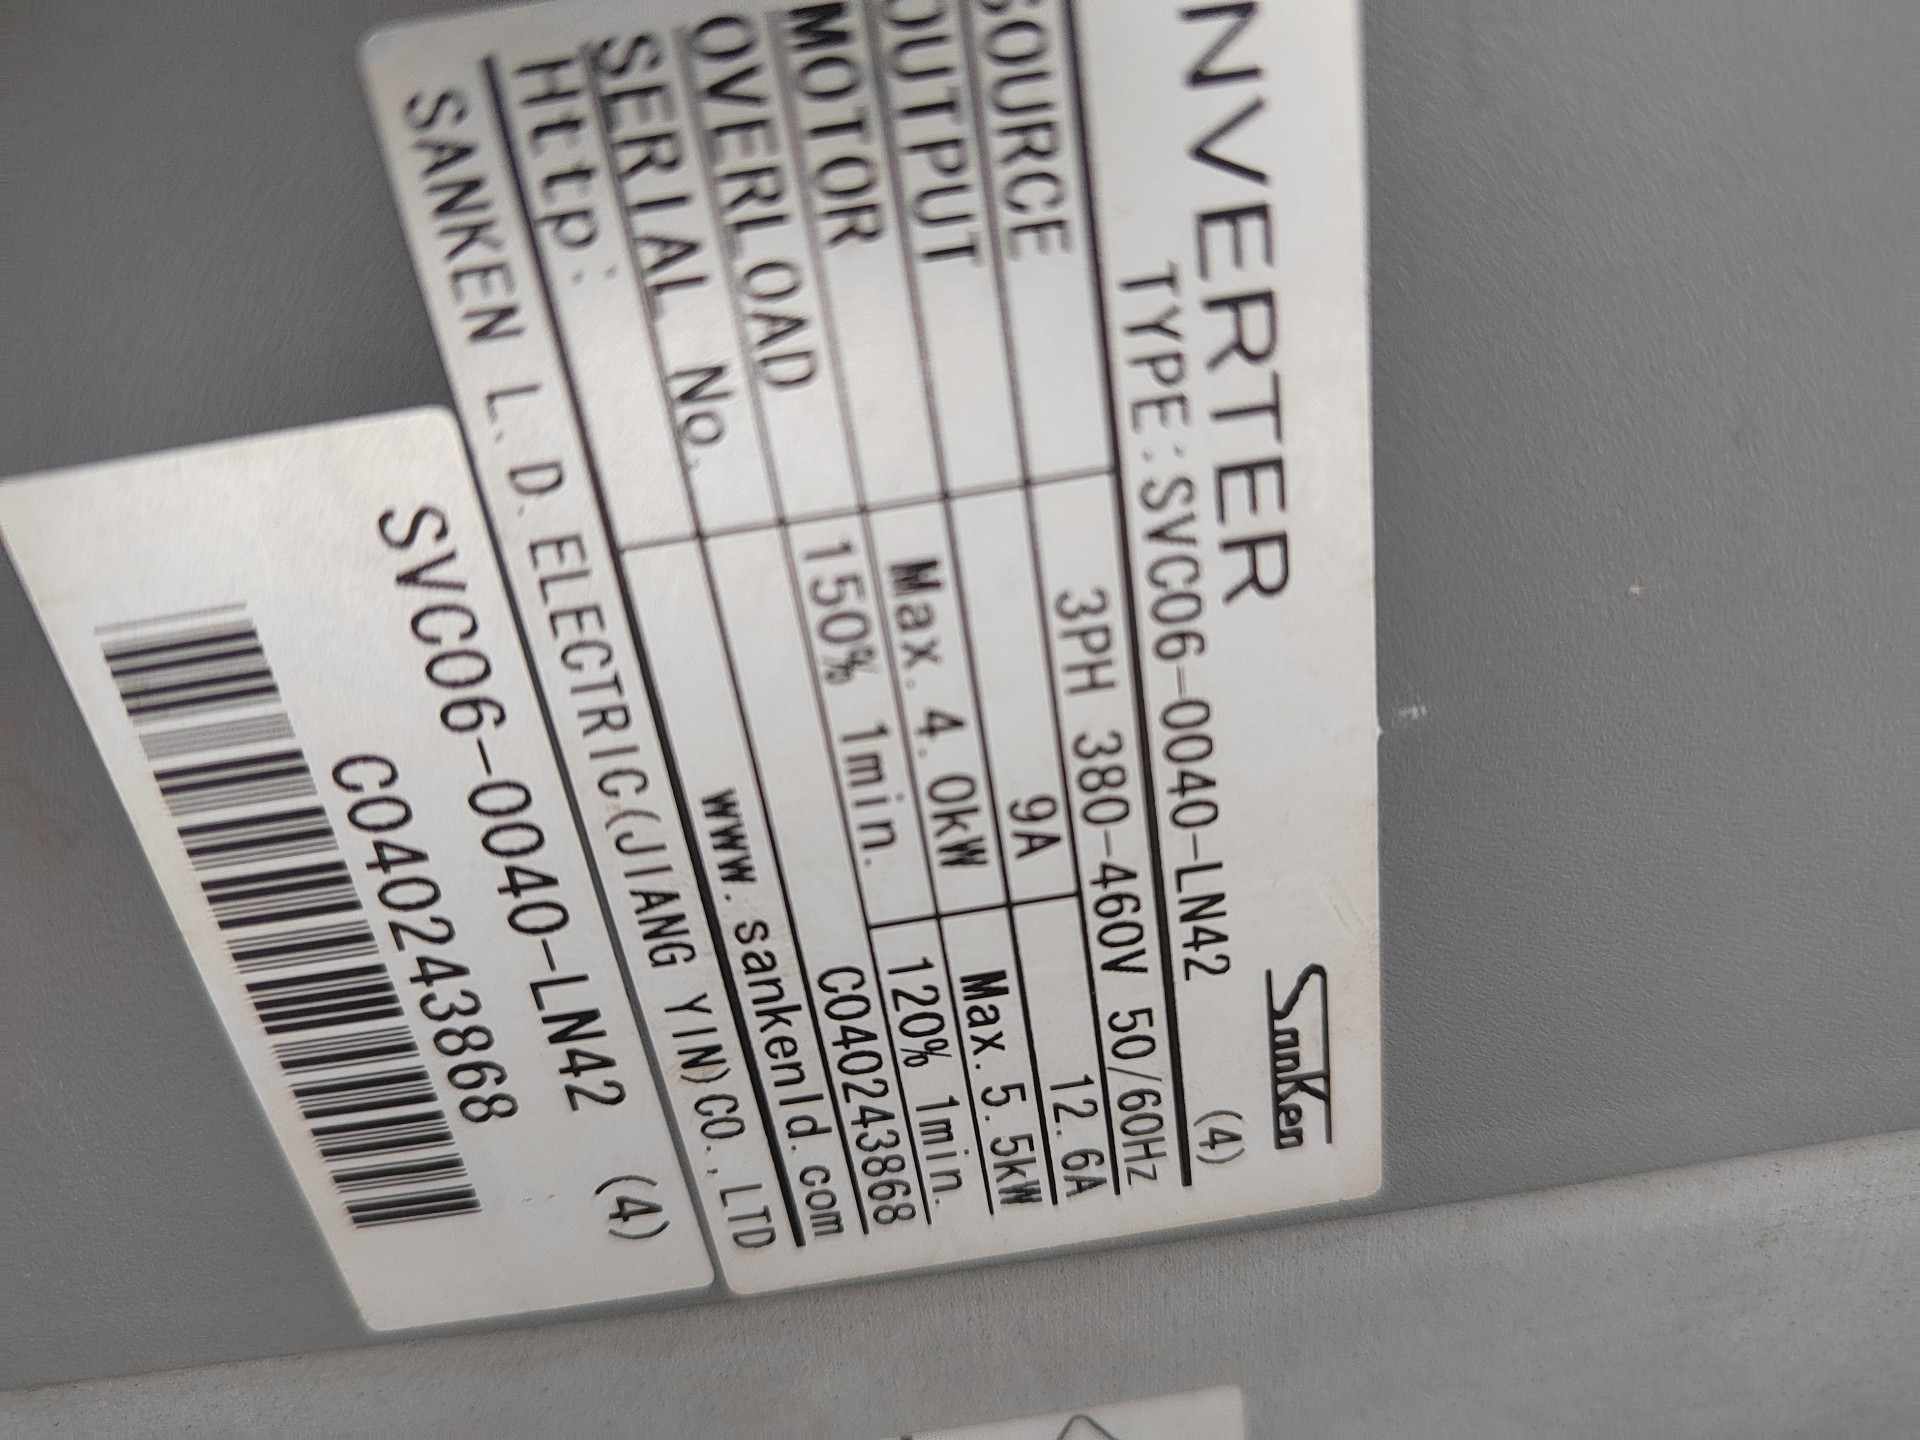 NVERTER SanKen
TYPE:SVC06-0040-LN42 (4)
SOURCE 3PH 380-460V 50/60Hz
OUTPUT 9A 12.6A
MOTOR Max. 4.0kW Max. 5.5kW
OVERLOAD 150% 1min. 120% 1min.
SERIAL No. C040243868
Http: www.sankenld.com
SANKEN L.D.ELECTRIC(JIANG YIN)CO.,LTD
SVC06-0040-LN42 (4)
C040243868